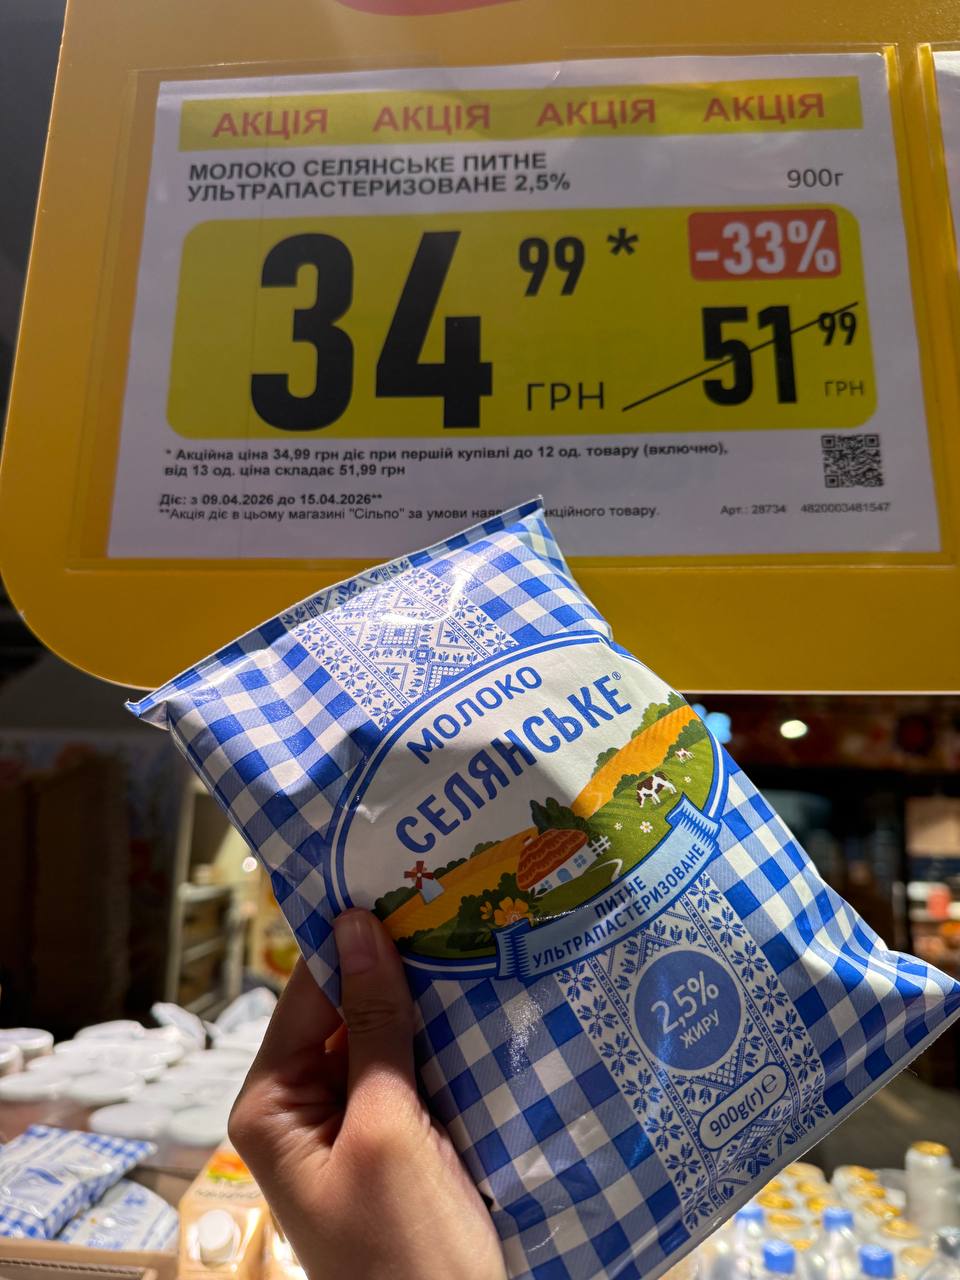 АКЦІЯ АКЦІЯ АКЦІЯ АКЦІЯ
МОЛОКО СЕЛЯНСЬКЕ ПИТНЕ
УЛЬТРАПАСТЕРИЗОВАНЕ 2,5%
900г
34 99 *
ГРН
-33%
51 99
ГРН
* Акційна ціна 34,99 грн діє при першій купівлі до 12 од. товару (включно),
від 13 од. ціна складає 51,99 грн
Діє: з 09.04.2026 до 15.04.2026**
**Акція діє в цьому магазині "Сільпо" за умови ная кційного товару.
Арт.: 28734 4820003481547
МОЛОКО
СЕЛЯНСЬКЕ®
ПИТНЕ
УЛЬТРАПАСТЕРИЗОВАНЕ
2,5%
ЖИРУ
900g(г) ℮